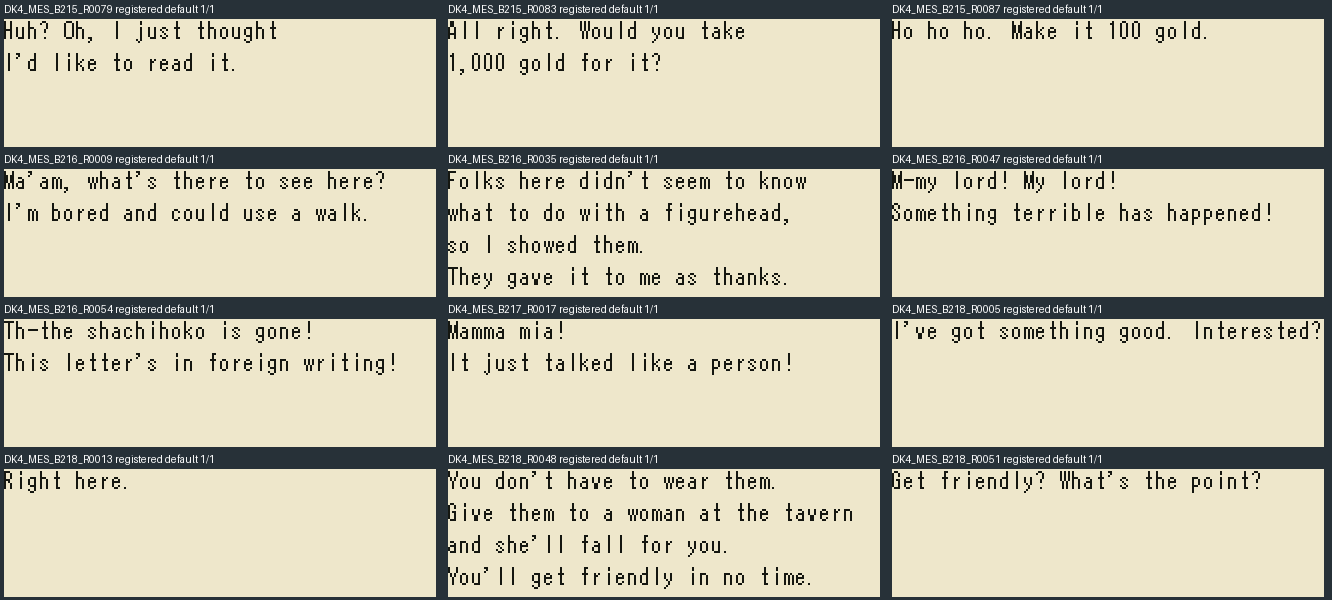 DK4_MES_B215_R0079 registered default 1/1
Huh? Oh, I just thought
I'd like to read it.
DK4_MES_B215_R0083 registered default 1/1
All right. Would you take
1,000 gold for it?
DK4_MES_B215_R0087 registered default 1/1
Ho ho ho. Make it 100 gold.
DK4_MES_B216_R0009 registered default 1/1
Ma'am, what's there to see here?
I'm bored and could use a walk.
DK4_MES_B216_R0035 registered default 1/1
Folks here didn't seem to know
what to do with a figurehead,
so I showed them.
They gave it to me as thanks.
DK4_MES_B216_R0047 registered default 1/1
M-my lord! My lord!
Something terrible has happened!
DK4_MES_B216_R0054 registered default 1/1
Th-the shachihoko is gone!
This letter's in foreign writing!
DK4_MES_B217_R0017 registered default 1/1
Mamma mia!
It just talked like a person!
DK4_MES_B218_R0005 registered default 1/1
I've got something good. Interested?
DK4_MES_B218_R0013 registered default 1/1
Right here.
DK4_MES_B218_R0048 registered default 1/1
You don't have to wear them.
Give them to a woman at the tavern
and she'll fall for you.
You'll get friendly in no time.
DK4_MES_B218_R0051 registered default 1/1
Get friendly? What's the point?